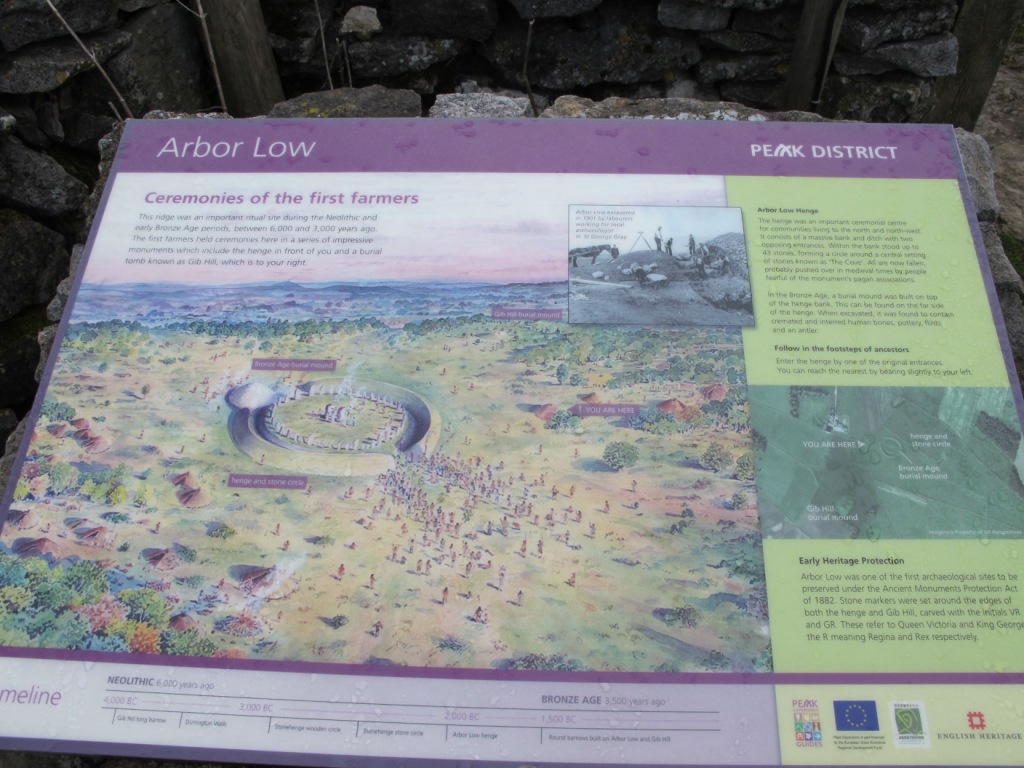 Arbor Low
PEAK DISTRICT
Ceremonies of the first farmers
This ridge was an important ritual site during the Neolithic and
early Bronze Age periods, between 6,000 and 3,000 years ago.
The first farmers held ceremonies here in a series of impressive
monuments which include the henge in front of you and a burial
tomb known as Gib Hill, which is to your right.
Arbor Low excavated
in 1901 by labourers
working for local
archaeologist
H. St George Gray
Gib Hill burial mound
Bronze Age burial mound
YOU ARE HERE
henge and stone circle
Arbor Low Henge
The henge was an important ceremonial centre
for communities living to the north and north-west.
It consists of a massive bank and ditch with two
opposing entrances. Within the bank stood up to
43 stones, forming a circle around a central setting
of stones known as 'The Cove'. All are now fallen,
probably pushed over in medieval times by people
fearful of the monument's pagan associations.
In the Bronze Age, a burial mound was built on top
of the henge bank. This can be found on the far side
of the henge. When excavated, it was found to contain
cremated and interred human bones, pottery, flints
and an antler.
Follow in the footsteps of ancestors
Enter the henge by one of the original entrances.
You can reach the nearest by bearing slightly to your left.
YOU ARE HERE
henge and
stone circle
Bronze Age
burial mound
Gib Hill
burial mound
Early Heritage Protection
Arbor Low was one of the first archaeological sites to be
preserved under the Ancient Monuments Protection Act
of 1882. Stone markers were set around the edges of
both the henge and Gib Hill, carved with the initials VR
and GR. These refer to Queen Victoria and King George
the R meaning Regina and Rex respectively.
meline
NEOLITHIC 6,000 years ago
BRONZE AGE 3,500 years ago
4,000 BC
3,000 BC
2,000 BC
1,500 BC
Gib Hill long barrow
Durrington Walls
Stonehenge wooden circle
Stonehenge stone circle
Arbor Low henge
Round barrows built on Arbor Low and Gib Hill
PEAK
GUIDES
ENGLISH HERITAGE